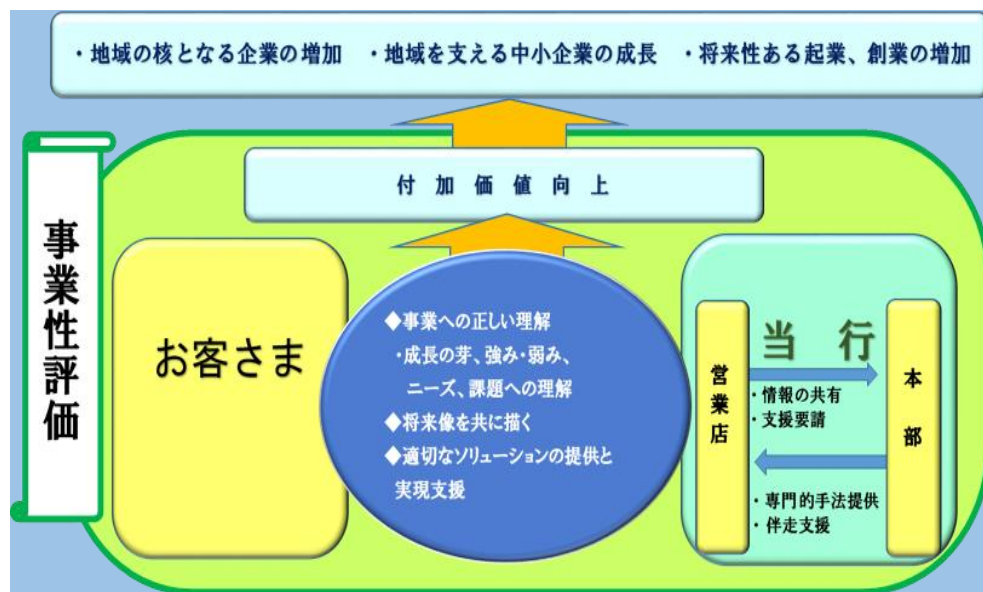 ・地域の核となる企業の増加　・地域を支える中小企業の成長　・将来性ある起業、創業の増加
付加価値向上
事業性評価
お客さま
◆事業への正しい理解
・成長の芽、強み・弱み、
ニーズ、課題への理解
◆将来像を共に描く
◆適切なソリューションの提供と
実現支援
当行
営業店
・情報の共有
・支援要請
・専門的手法提供
・伴走支援
本部